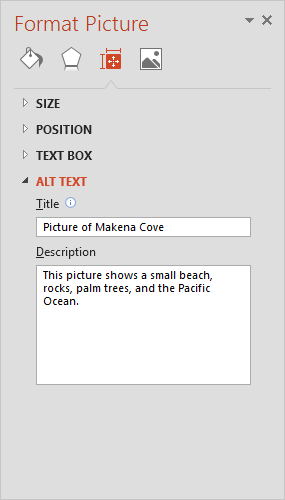 Format Picture
SIZE
POSITION
TEXT BOX
ALT TEXT
Title
Picture of Makena Cove
Description
This picture shows a small beach,
rocks, palm trees, and the Pacific
Ocean.